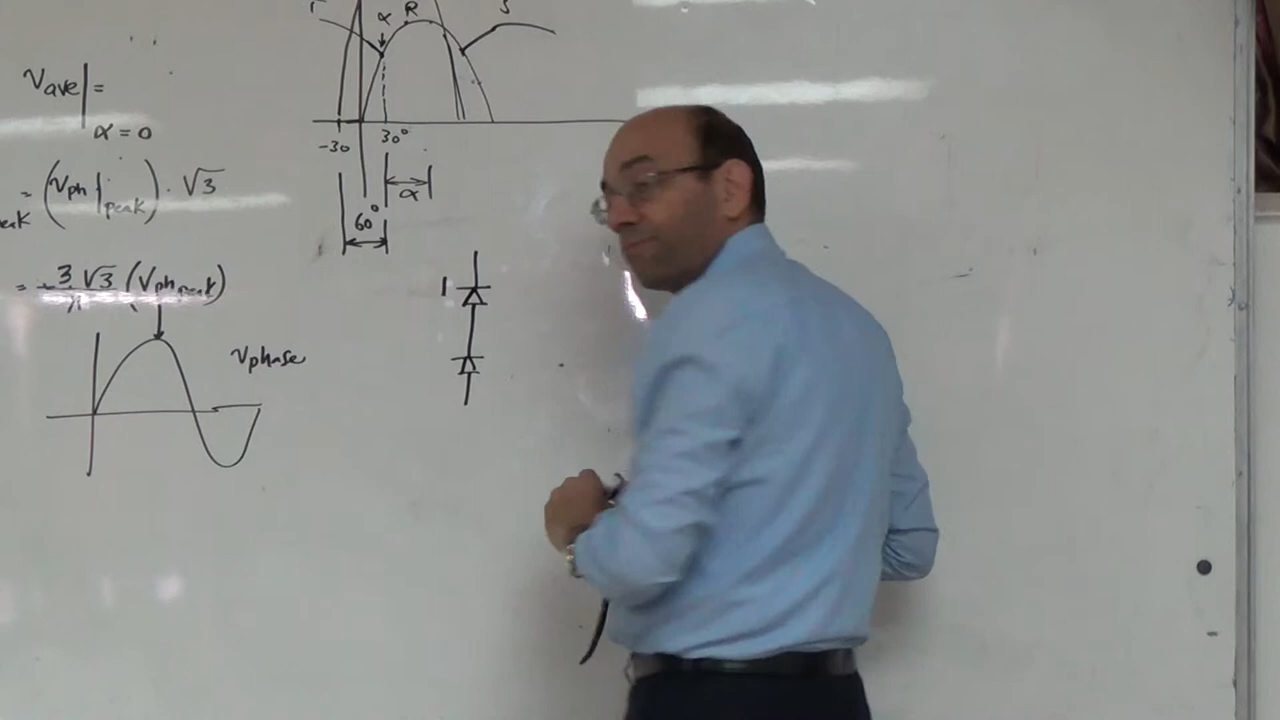 Vave| =
α = 0
= (Vph|peak) · √3
= 3√3/π (Vph peak)
Vphase
r α R S
-30 30°
α
60°
1